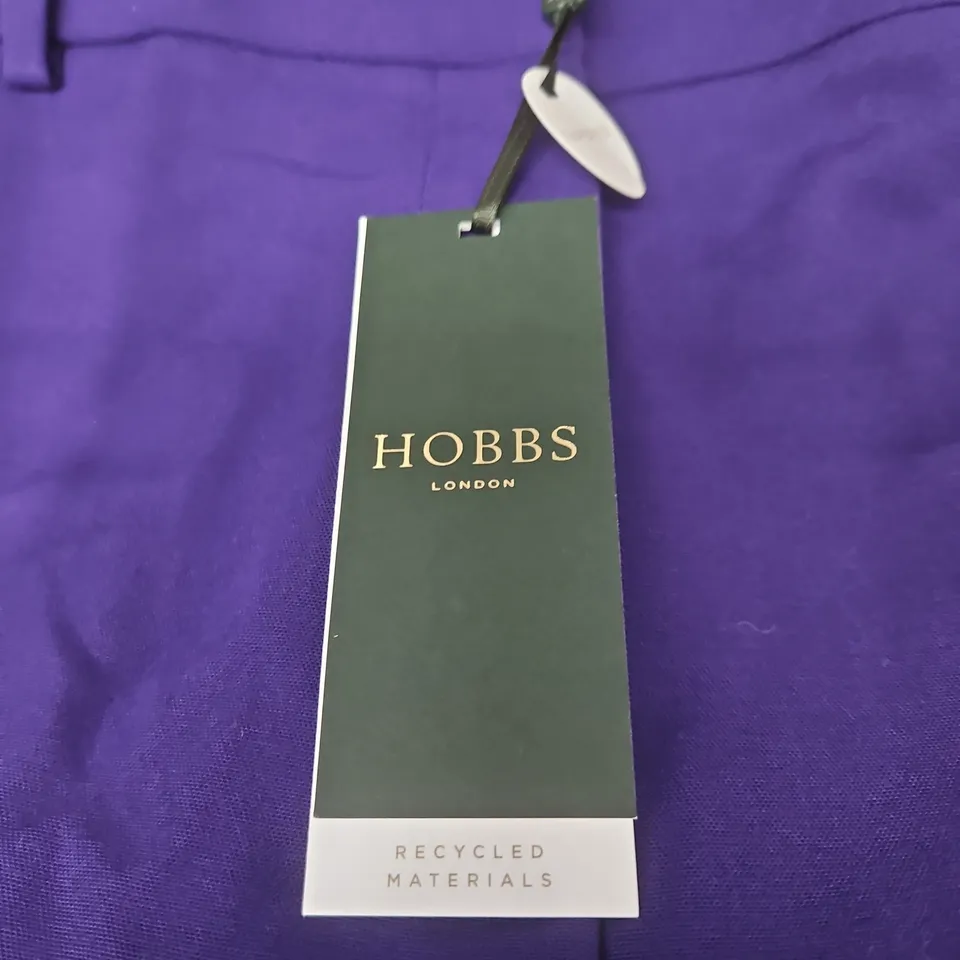 HOBBS
LONDON
RECYCLED
MATERIALS